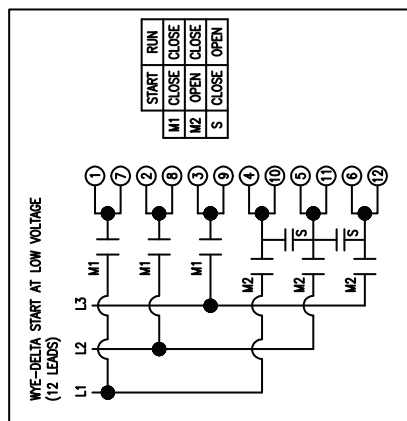 WYE-DELTA START AT LOW VOLTAGE
(12 LEADS)
L1 L2 L3
M1
1
7
M1
2
8
M1
3
9
M2
4
10
S
M2
5
11
S
M2
6
12
START RUN
M1 CLOSE CLOSE
M2 OPEN CLOSE
S CLOSE OPEN